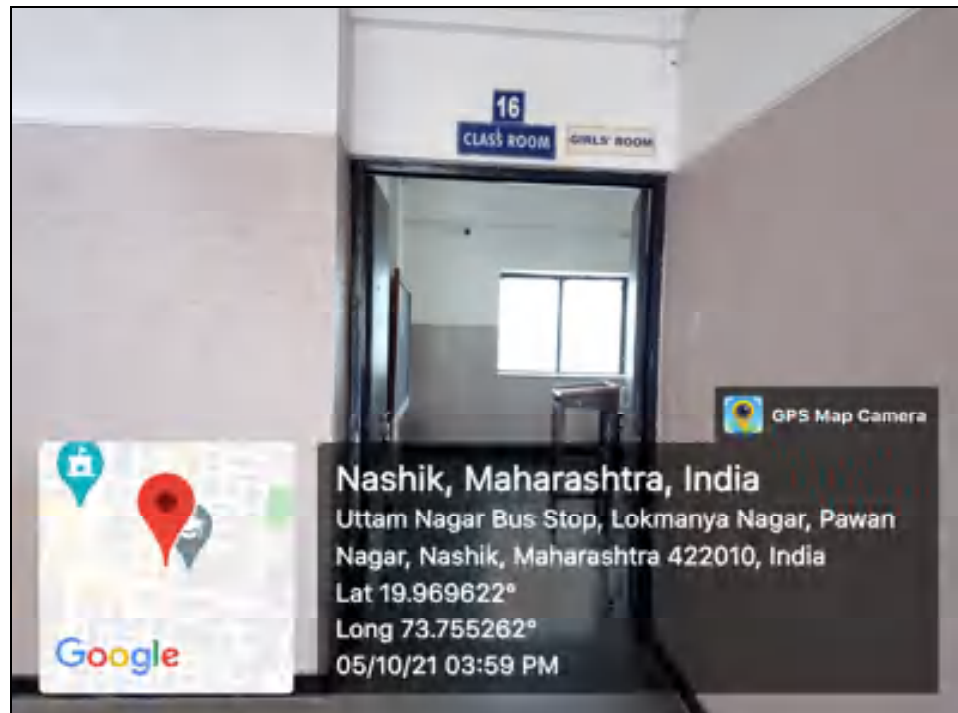 16
CLASS ROOM
GIRLS' ROOM
GPS Map Camera
Nashik, Maharashtra, India
Uttam Nagar Bus Stop, Lokmanya Nagar, Pawan
Nagar, Nashik, Maharashtra 422010, India
Lat 19.969622°
Long 73.755262°
05/10/21 03:59 PM
Google